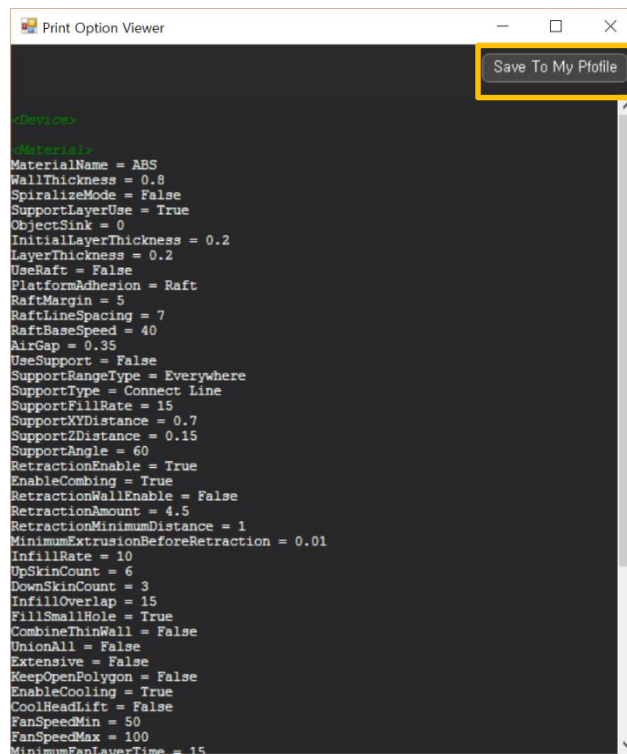 Print Option Viewer
Save To My Pfofile
<Device>
<Material>
MaterialName = ABS
WallThickness = 0.8
SpiralizeMode = False
SupportLayerUse = True
ObjectSink = 0
InitialLayerThickness = 0.2
LayerThickness = 0.2
UseRaft = False
PlatformAdhesion = Raft
RaftMargin = 5
RaftLineSpacing = 7
RaftBaseSpeed = 40
AirGap = 0.35
UseSupport = False
SupportRangeType = Everywhere
SupportType = Connect Line
SupportFillRate = 15
SupportXYDistance = 0.7
SupportZDistance = 0.15
SupportAngle = 60
RetractionEnable = True
EnableCombing = True
RetractionWallEnable = False
RetractionAmount = 4.5
RetractionMinimumDistance = 1
MinimumExtrusionBeforeRetraction = 0.01
InfillRate = 10
UpSkinCount = 6
DownSkinCount = 3
InfillOverlap = 15
FillSmallHole = True
CombineThinWall = False
UnionAll = False
Extensive = False
KeepOpenPolygon = False
EnableCooling = True
CoolHeadLift = False
FanSpeedMin = 50
FanSpeedMax = 100
MinimumFanLayerTime = 15